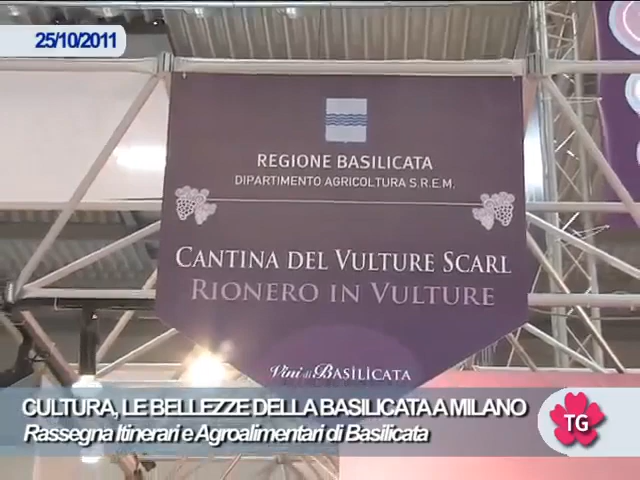 25/10/2011
REGIONE BASILICATA
DIPARTIMENTO AGRICOLTURA S.R.E.M.
CANTINA DEL VULTURE SCARL
RIONERO IN VULTURE
Vini di BASILICATA
CULTURA, LE BELLEZZE DELLA BASILICATA A MILANO
Rassegna Itinerari e Agroalimentari di Basilicata
TG